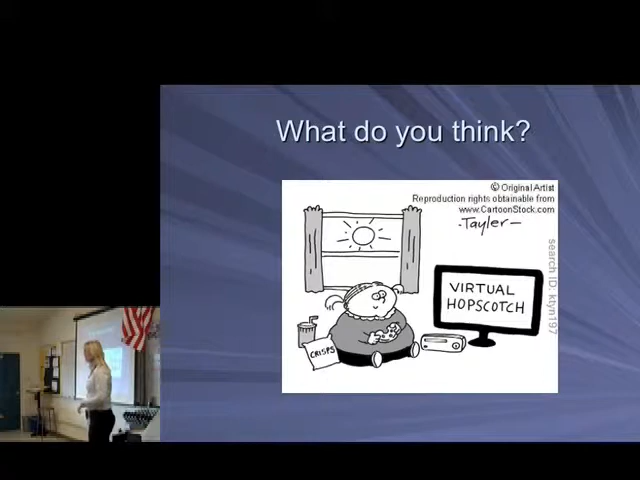 What do you think?
© Original Artist
Reproduction rights obtainable from
www.CartoonStock.com
.Tayler-
search ID: ktyn197
VIRTUAL
HOPSCOTCH
CRISPS